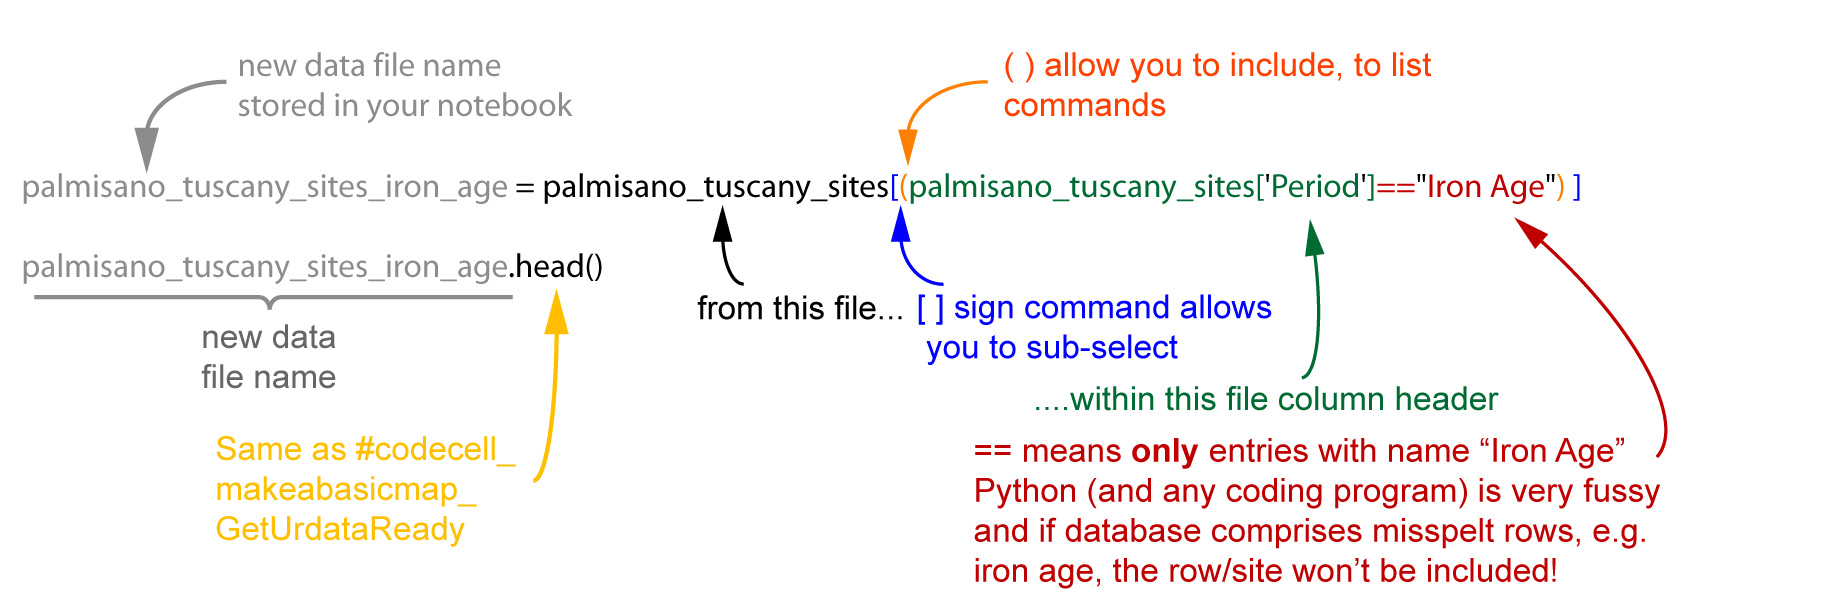 new data file name
stored in your notebook
( ) allow you to include, to list
commands
palmisano_tuscany_sites_iron_age = palmisano_tuscany_sites[(palmisano_tuscany_sites['Period']=="Iron Age") ]
palmisano_tuscany_sites_iron_age.head()
new data
file name
from this file...
[ ] sign command allows
you to sub-select
....within this file column header
Same as #codecell_
makeabasicmap_
GetUrdataReady
== means only entries with name “Iron Age”
Python (and any coding program) is very fussy
and if database comprises misspelt rows, e.g.
iron age, the row/site won’t be included!